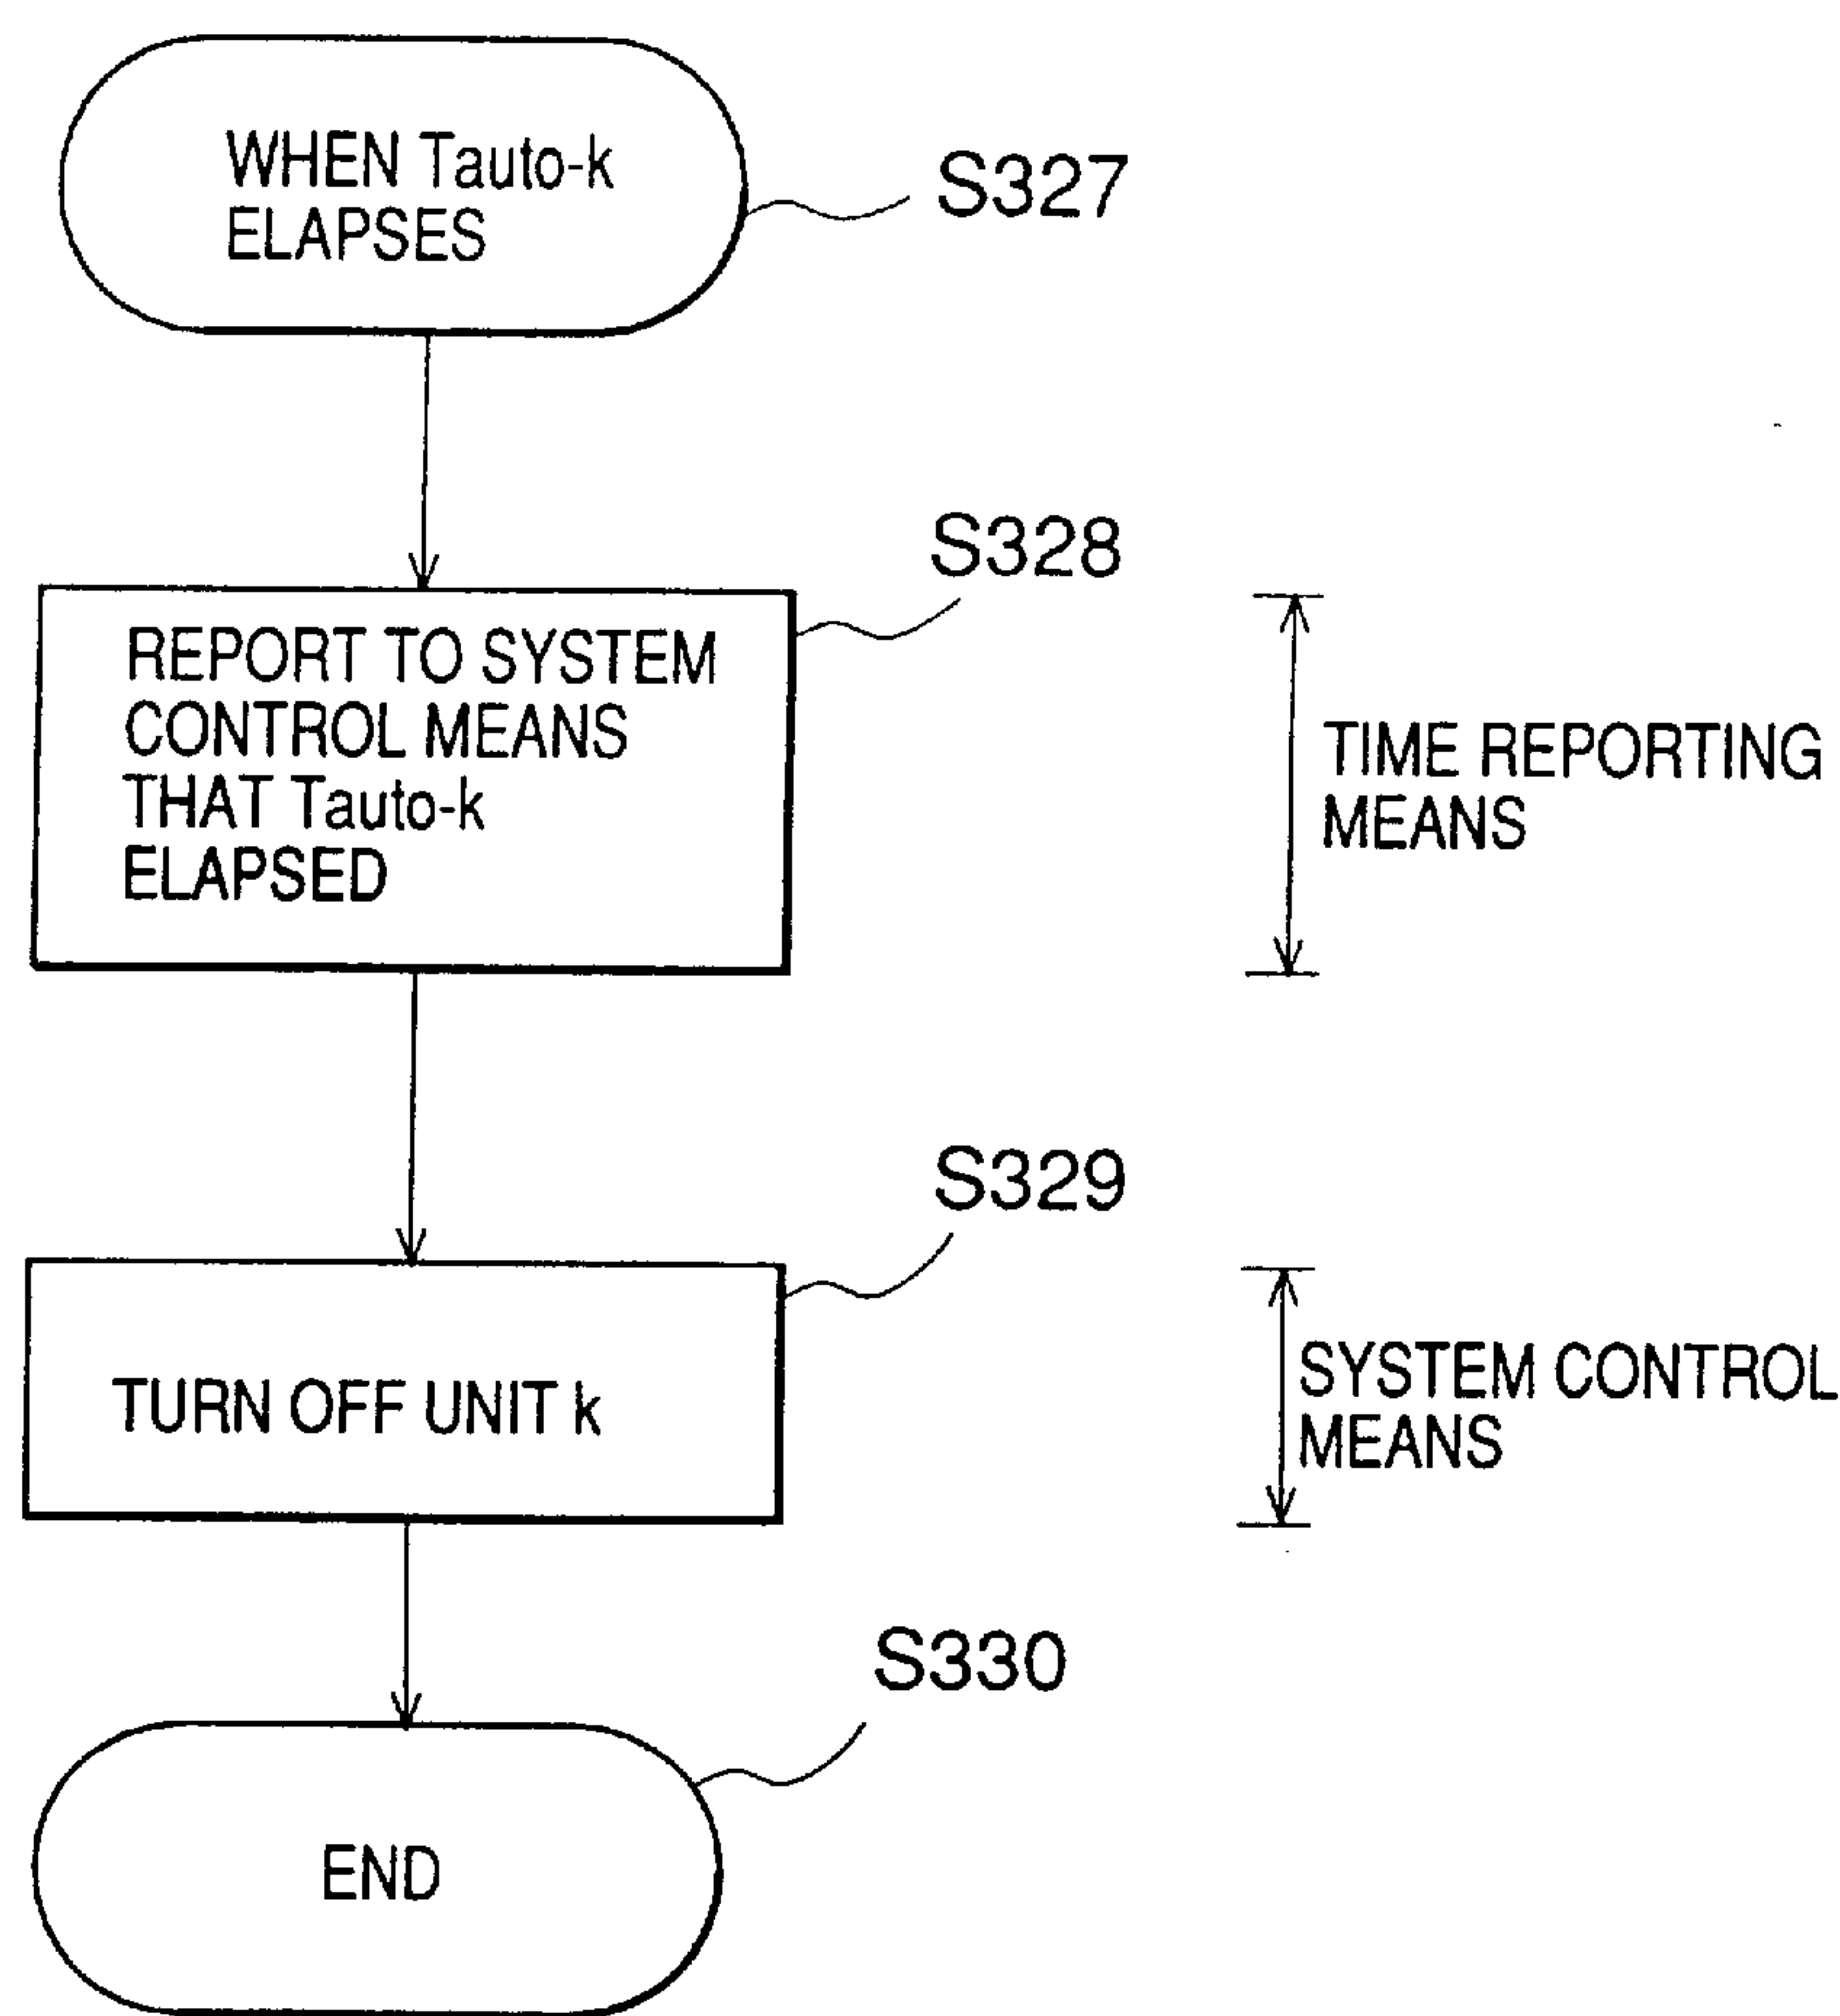 WHEN Tauto-k
ELAPSES
S327
S328
REPORT TO SYSTEM
CONTROL MEANS
THAT Tauto-k
ELAPSED
TIME REPORTING
MEANS
S329
TURN OFF UNIT k
SYSTEM CONTROL
MEANS
S330
END